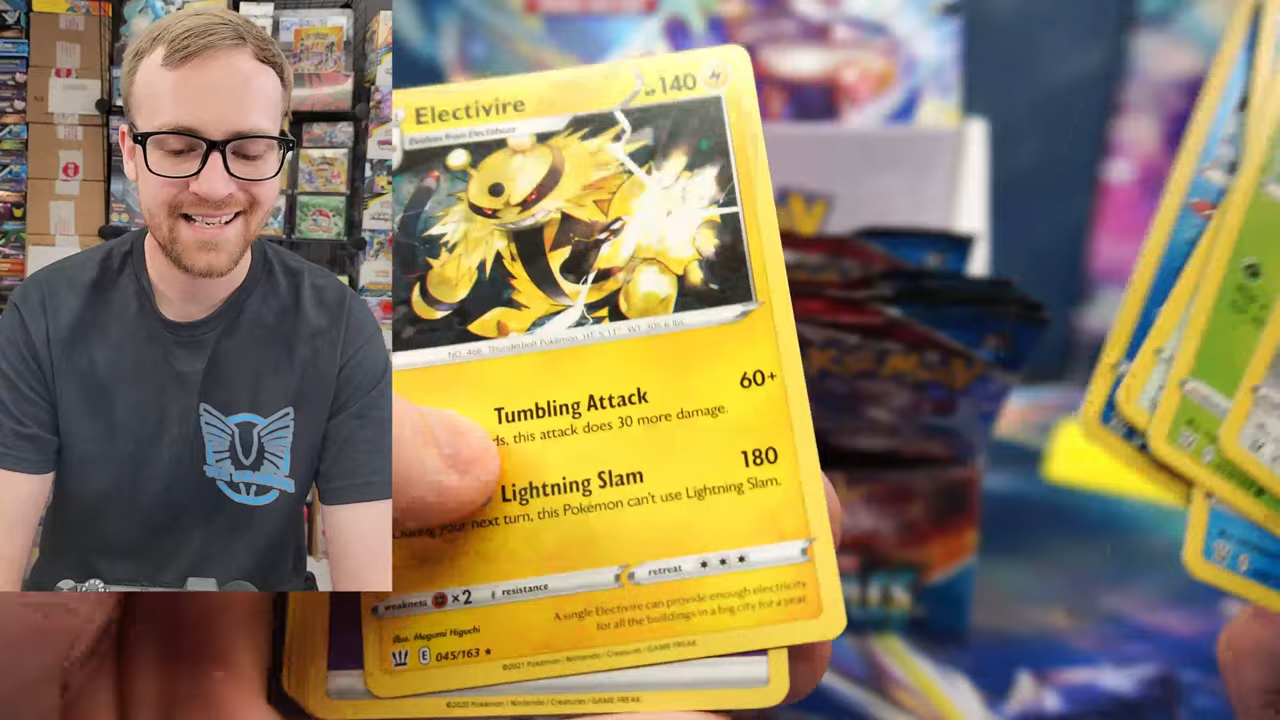 Electivire
HP 140
Evolves from Electabuzz
NO. 466 Thunderbolt Pokémon HT: 5'11" WT: 305.6 lbs.
Tumbling Attack 60+
ds, this attack does 30 more damage.
Lightning Slam 180
During your next turn, this Pokémon can't use Lightning Slam.
weakness ×2 resistance retreat
A single Electivire can provide enough electricity
for all the buildings in a big city for a year.
Illus. Megumi Higuchi
E 045/163 ★
©2021 Pokémon / Nintendo / Creatures / GAME FREAK
©2020 Pokémon / Nintendo / Creatures / GAME FREAK